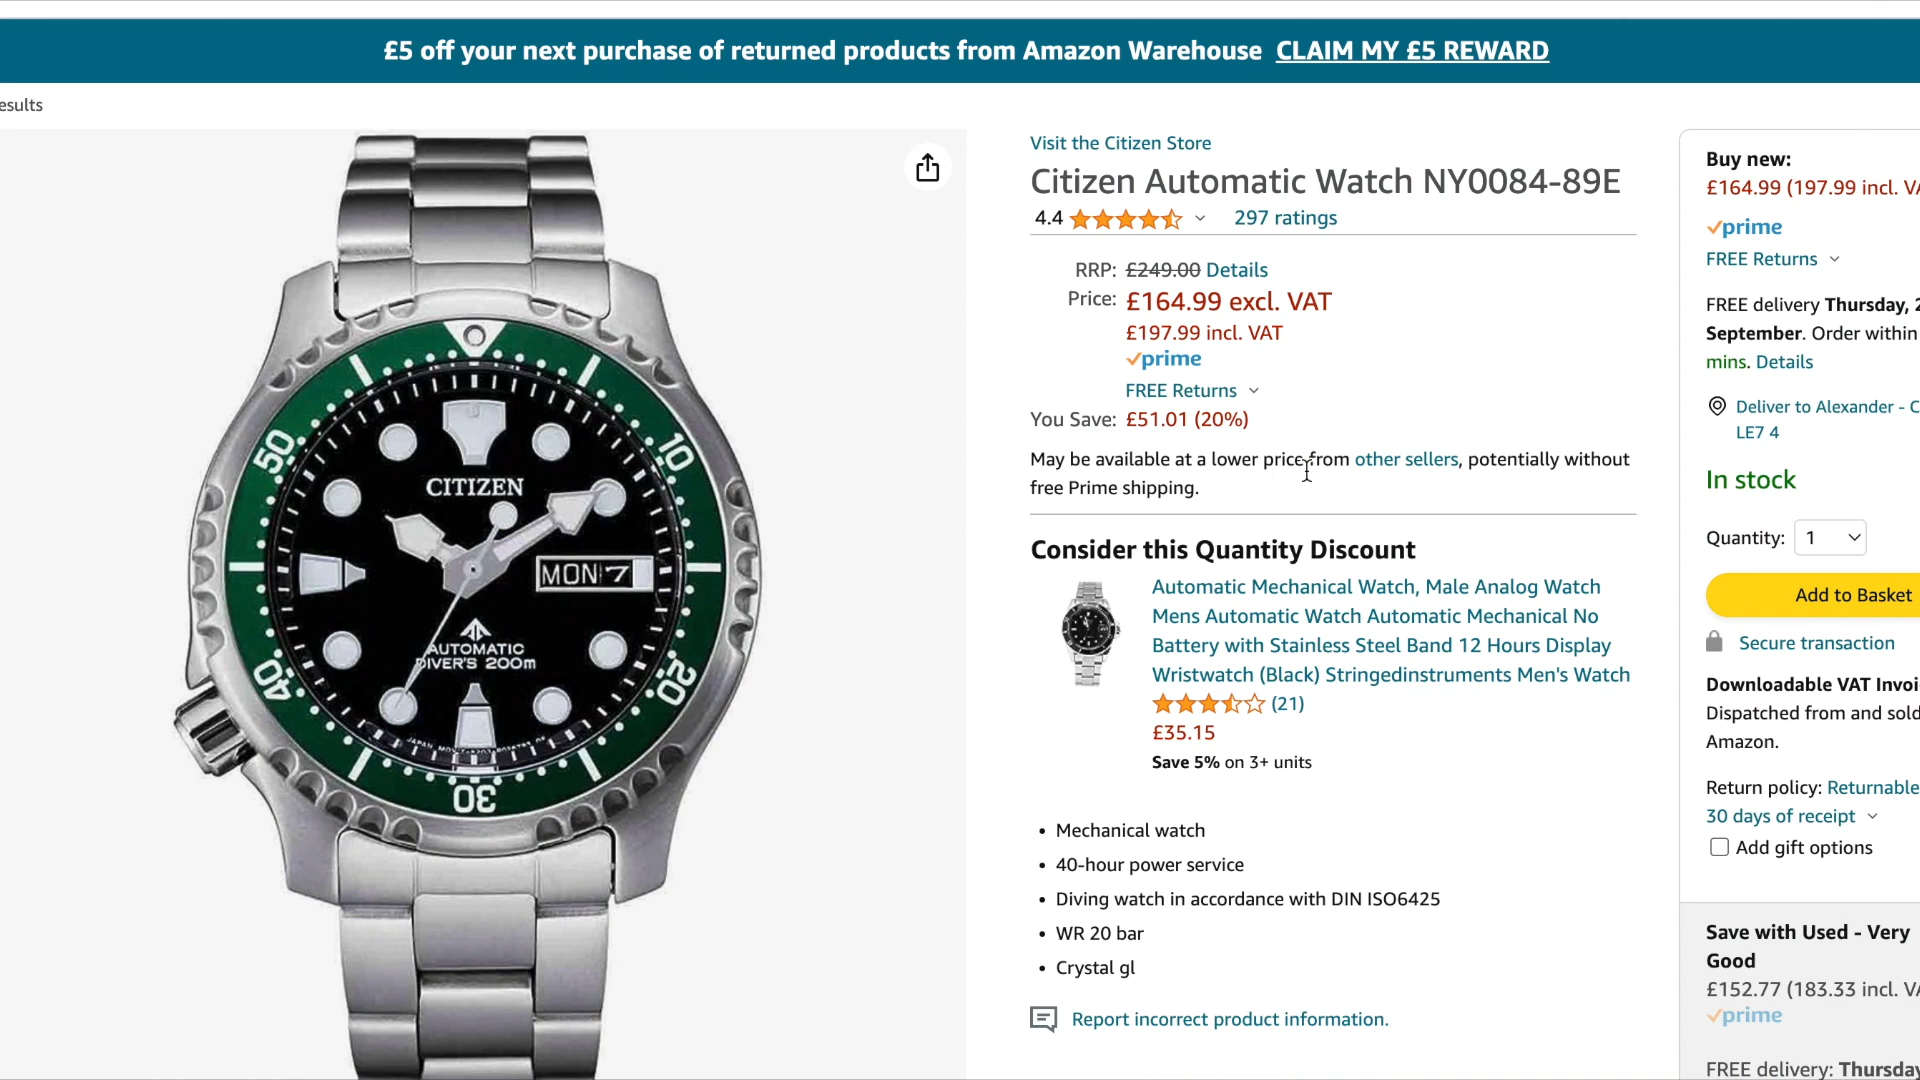 £5 off your next purchase of returned products from Amazon Warehouse CLAIM MY £5 REWARD
esults
Visit the Citizen Store
Citizen Automatic Watch NY0084-89E
4.4
297 ratings
RRP: £249.00 Details
Price: £164.99 excl. VAT
£197.99 incl. VAT
prime
FREE Returns
You Save: £51.01 (20%)
May be available at a lower price from other sellers, potentially without
free Prime shipping.
Consider this Quantity Discount
Automatic Mechanical Watch, Male Analog Watch
Mens Automatic Watch Automatic Mechanical No
Battery with Stainless Steel Band 12 Hours Display
Wristwatch (Black) Stringedinstruments Men's Watch
(21)
£35.15
Save 5% on 3+ units
• Mechanical watch
• 40-hour power service
• Diving watch in accordance with DIN ISO6425
• WR 20 bar
• Crystal gl
Report incorrect product information.
Buy new:
£164.99 (197.99 incl. VA
prime
FREE Returns
FREE delivery Thursday, 2
September. Order within
mins. Details
Deliver to Alexander - C
LE7 4
In stock
Quantity: 1
Add to Basket
Secure transaction
Downloadable VAT Invoi
Dispatched from and sold
Amazon.
Return policy: Returnable
30 days of receipt
Add gift options
Save with Used - Very
Good
£152.77 (183.33 incl. VA
prime
FREE delivery: Thursday
50
10
CITIZEN
MON 7
AUTOMATIC
DIVER'S 200m
40
20
30